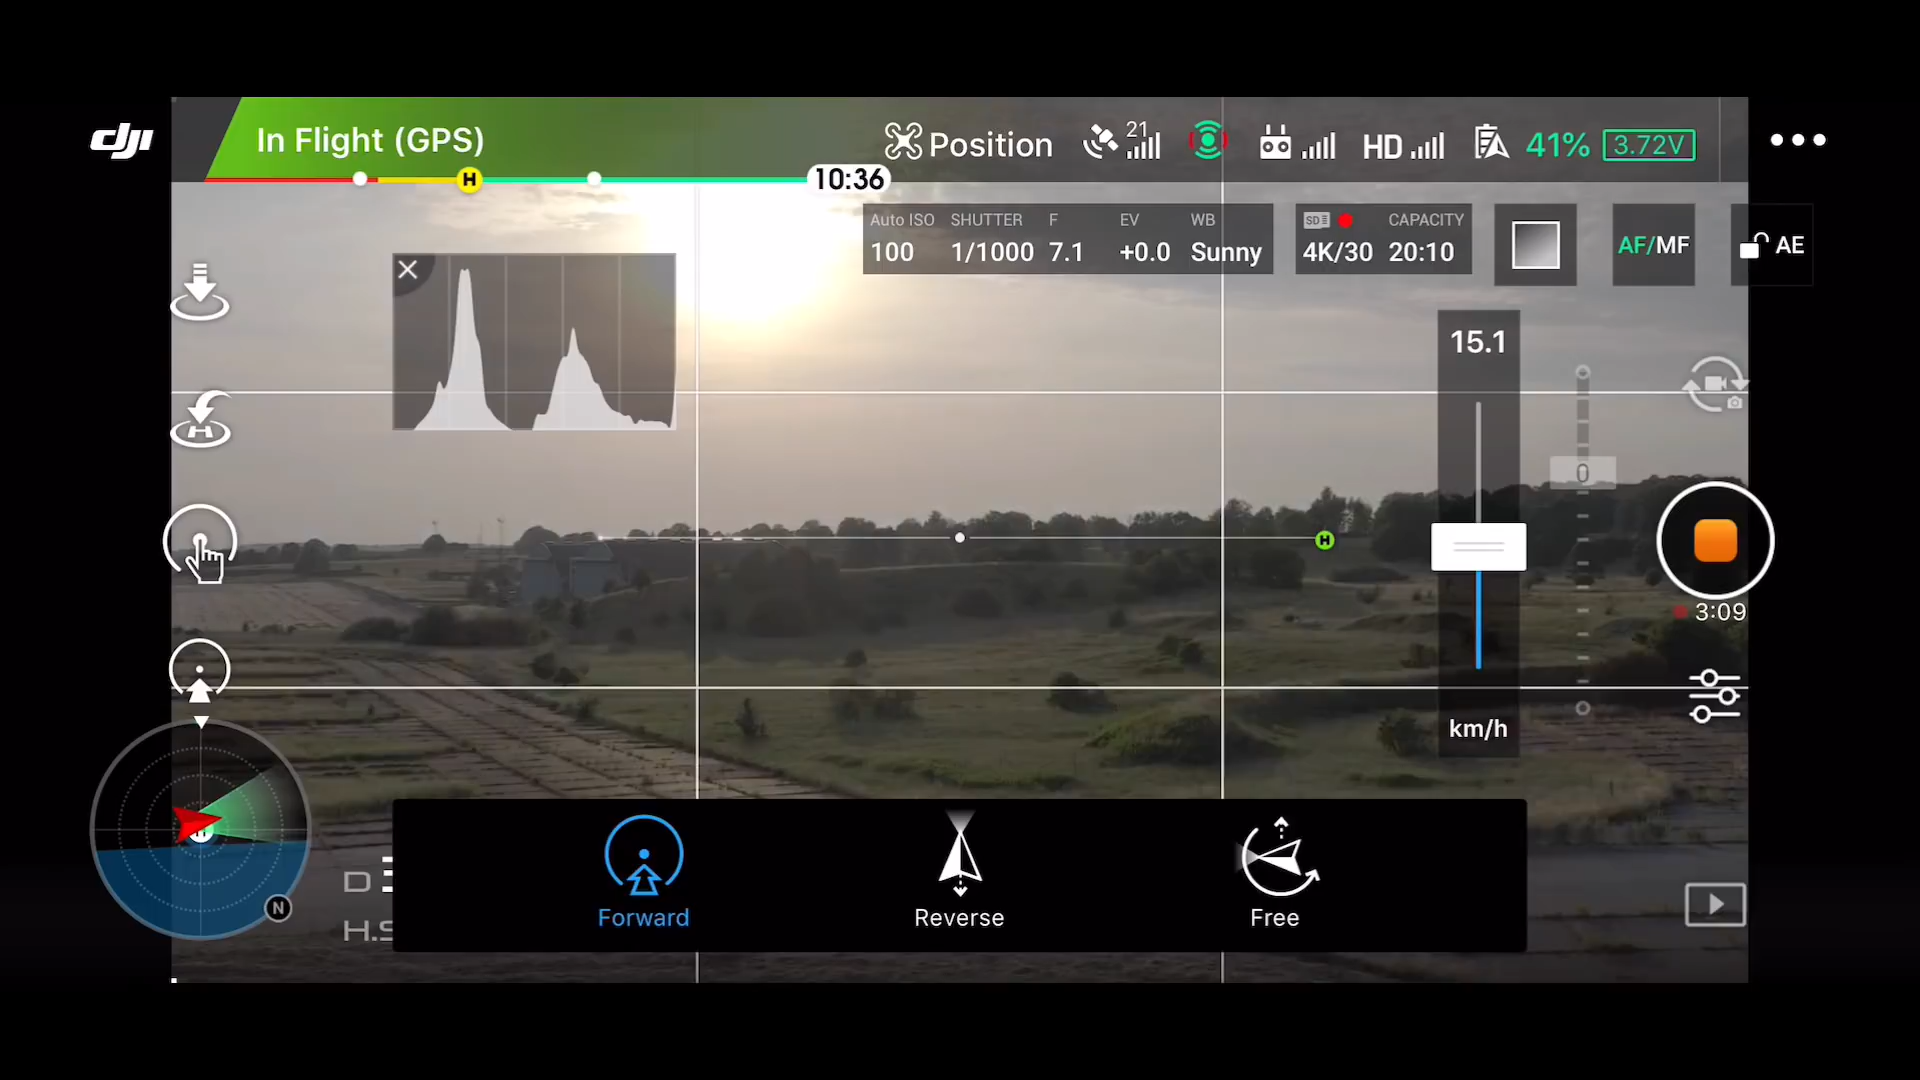 dji
In Flight (GPS)
Position
21
HD
41%
3.72V
H
10:36
Auto ISO SHUTTER F EV WB
100 1/1000 7.1 +0.0 Sunny
SD CAPACITY
4K/30 20:10
AF/MF
AE
15.1
0
H
H
3:09
km/h
N
D
H.S
Forward
Reverse
Free